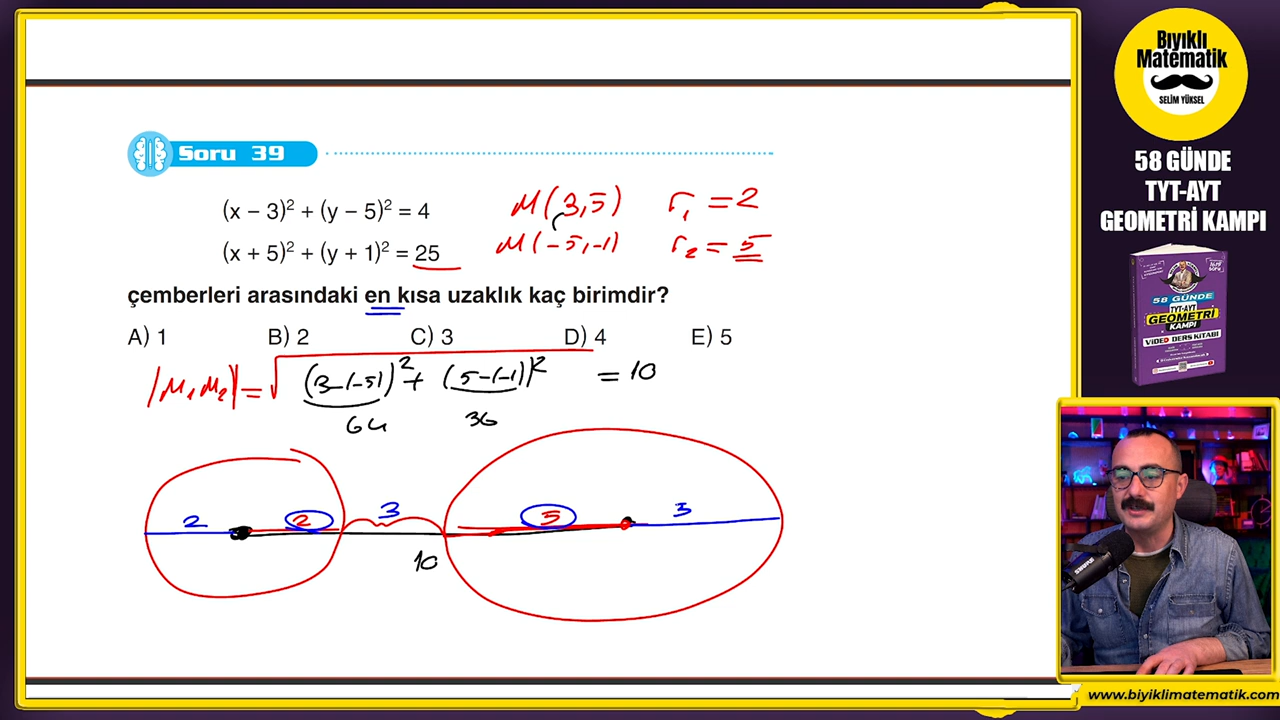 Bıyıklı
Matematik
SELİM YÜKSEL
58 GÜNDE
TYT-AYT
GEOMETRİ KAMPI
Soru 39
(x − 3)² + (y − 5)² = 4
M(3,5) r₁ = 2
(x + 5)² + (y + 1)² = 25
M(-5,-1) r₂ = 5
çemberleri arasındaki en kısa uzaklık kaç birimdir?
A) 1 B) 2 C) 3 D) 4 E) 5
|M₁M₂| = √(3-(-5))² + (5-(-1))² = 10
64 36
2 2 3 5 5
10
58 GÜNDE
TYT-AYT
GEOMETRİ
KAMPI
VİDEO DERS KİTABI
www.biyiklimatematik.com